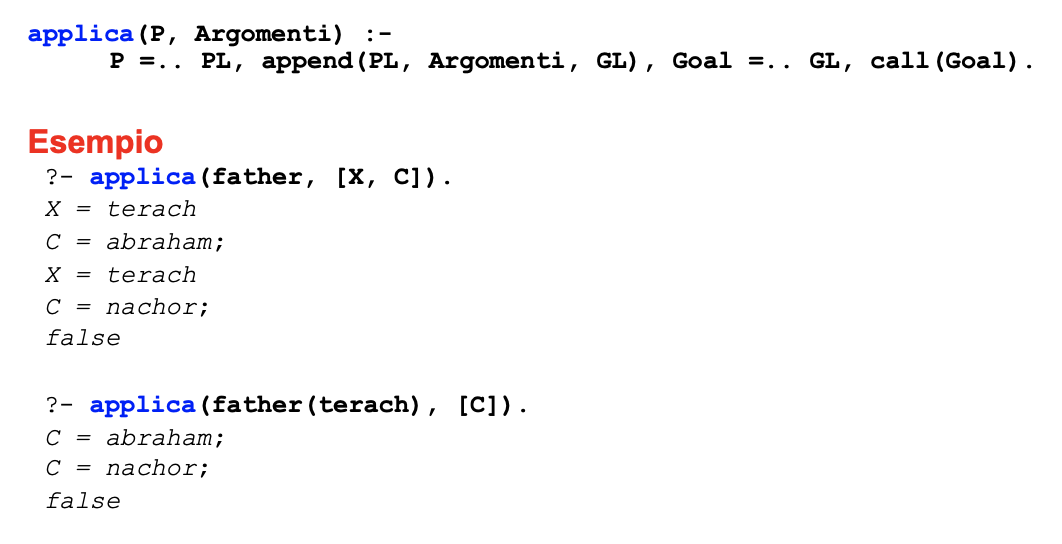 applica(P, Argomenti) :-
P =.. PL, append(PL, Argomenti, GL), Goal =.. GL, call(Goal).
Esempio
?- applica(father, [X, C]).
X = terach
C = abraham;
X = terach
C = nachor;
false
?- applica(father(terach), [C]).
C = abraham;
C = nachor;
false